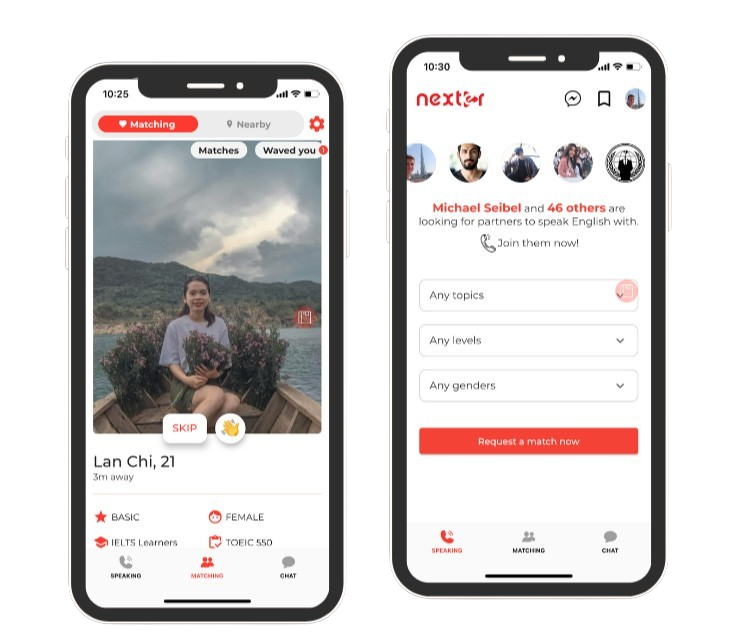 10:25
Matching
Nearby
Matches
Waved you
1
SKIP
Lan Chi, 21
3m away
BASIC
FEMALE
IELTS Learners
TOEIC 550
SPEAKING
MATCHING
CHAT
10:30
nexter
Michael Seibel and 46 others are
looking for partners to speak English with.
Join them now!
Any topics
Any levels
Any genders
Request a match now
SPEAKING
MATCHING
CHAT